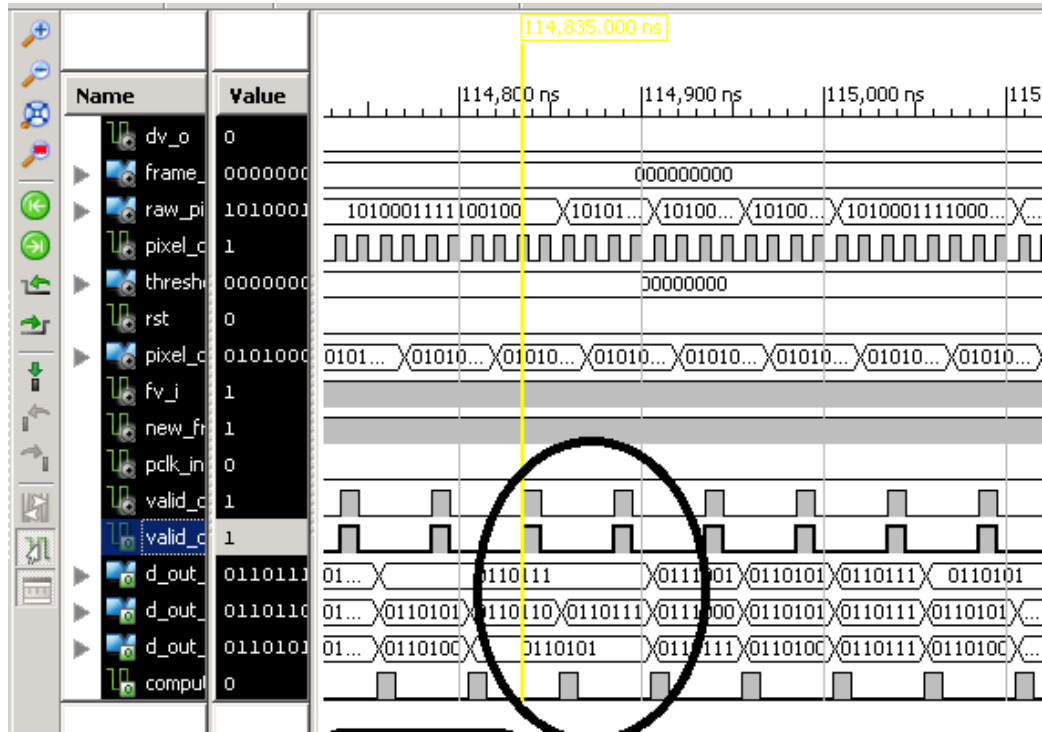 114,835.000 ns
Name Value
114,800 ns 114,900 ns 115,000 ns 115
dv_o 0
frame_ 0000000 000000000
raw_pi 1010001 1010001111100100 10101... 10100... 10100... 1010001111000... ...
pixel_c 1
thresh 0000000 00000000
rst 0
pixel_c 0101000 0101... 01010... 01010... 01010... 01010... 01010... 01010... 01010...
fv_i 1
new_fr 1
pclk_in 0
valid_c 1
valid_c 1
d_out_ 0110111 01... 0110111 0111001 0110101 0110111 0110101
d_out_ 0110110 01... 0110101 0110110 0110111 0111000 0110101 0110111 0110101 ...
d_out_ 0110101 01... 0110100 0110101 0110111 0110100 0110111 0110100 ...
comput 0